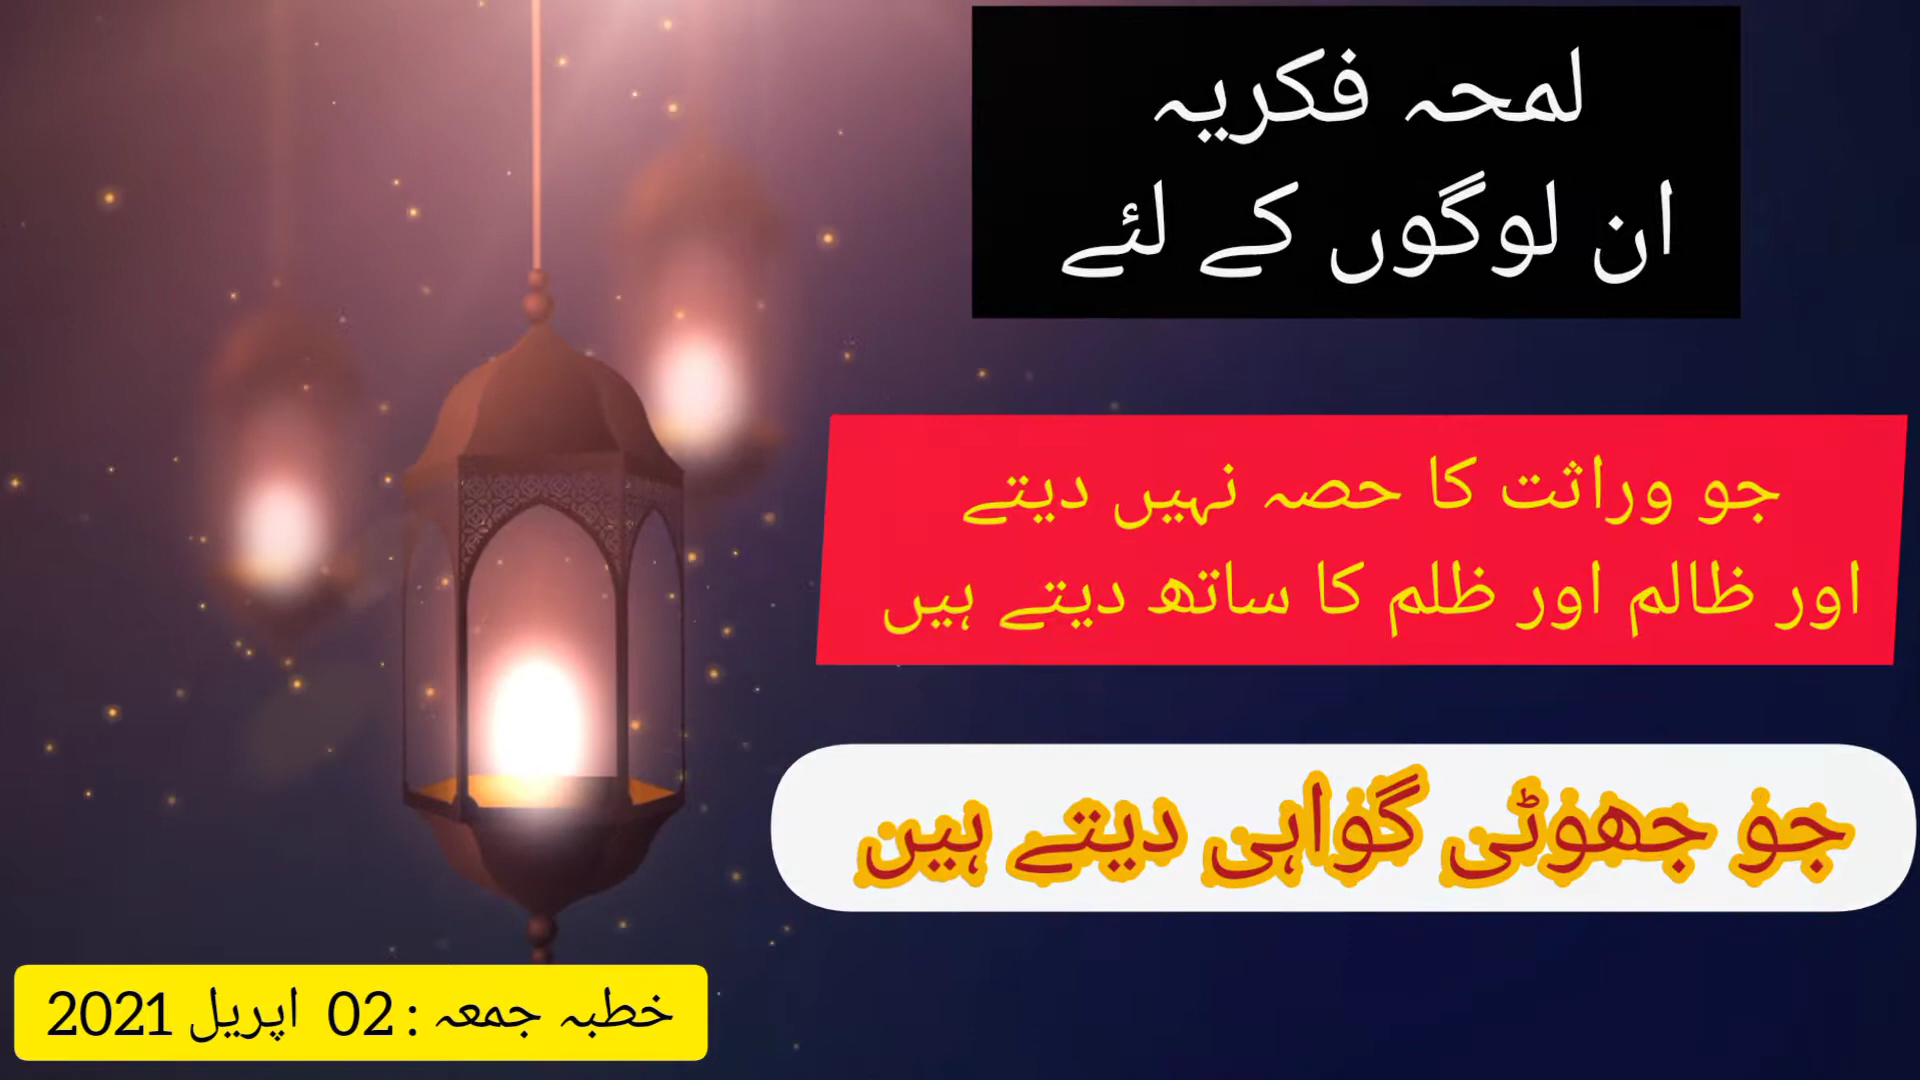 لمحہ فکریہ
ان لوگوں کے لئے
جو وراثت کا حصہ نہیں دیتے
اور ظالم اور ظلم کا ساتھ دیتے ہیں
جو جھوٹی گواہی دیتے ہین
خطبہ جمعہ : 02 اپریل 2021